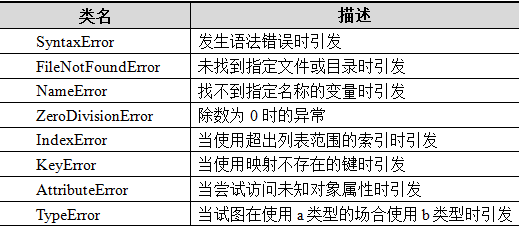 类名 描述
SyntaxError 发生语法错误时引发
FileNotFoundError 未找到指定文件或目录时引发
NameError 找不到指定名称的变量时引发
ZeroDivisionError 除数为 0 时的异常
IndexError 当使用超出列表范围的索引时引发
KeyError 当使用映射不存在的键时引发
AttributeError 当尝试访问未知对象属性时引发
TypeError 当试图在使用 a 类型的场合使用 b 类型时引发